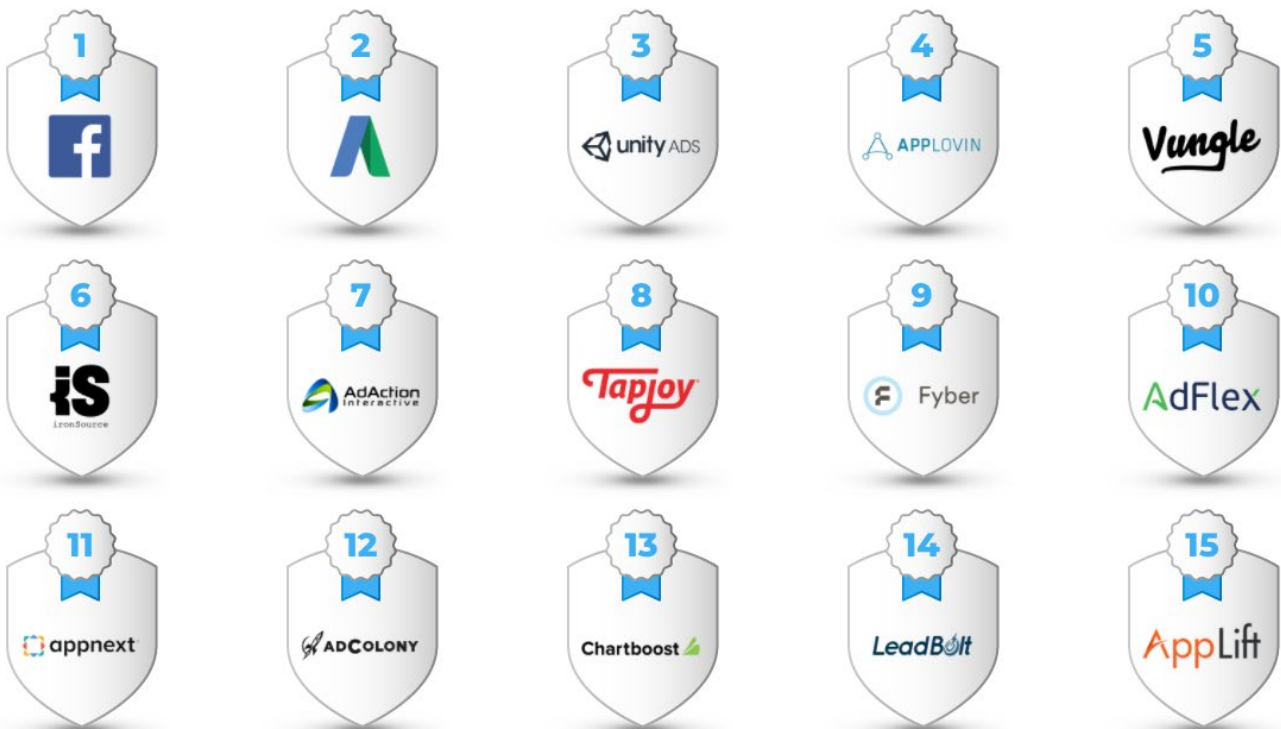 1
2
3
4
5
f
unity ADS
APPLOVIN
Vungle
6
7
8
9
10
iS
ironSource
AdAction
Interactive
Tapjoy
Fyber
AdFlex
11
12
13
14
15
appnext
ADCOLONY
Chartboost
LeadBolt
AppLift